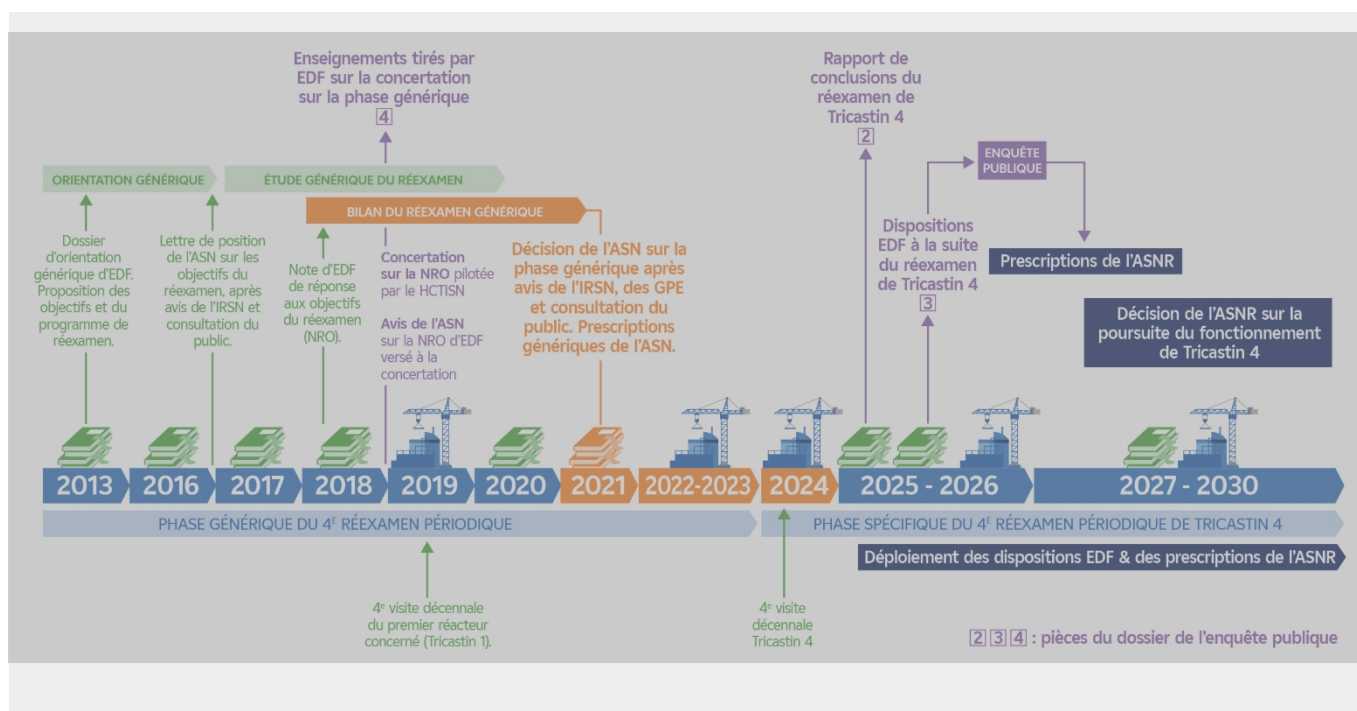 Enseignements tirés par
EDF sur la concertation
sur la phase générique
4
Rapport de
conclusions du
réexamen de
Tricastin 4
2
ENQUÊTE
PUBLIQUE
ORIENTATION GÉNÉRIQUE
ÉTUDE GÉNÉRIQUE DU RÉEXAMEN
BILAN DU RÉEXAMEN GÉNÉRIQUE
Dossier
d'orientation
générique d'EDF.
Proposition des
objectifs et du
programme de
réexamen.
Lettre de position
de l'ASN sur les
objectifs du
réexamen, après
avis de l'IRSN et
consultation du
public.
Note d'EDF
de réponse
aux objectifs
du réexamen
(NRO).
Concertation
sur la NRO pilotée
par le HCTISN
Avis de l'ASN
sur la NRO d'EDF
versé à la
concertation
Décision de l'ASN sur la
phase générique après
avis de l'IRSN, des GPE
et consultation du
public. Prescriptions
génériques de l'ASN.
Dispositions
EDF à la suite
du réexamen
de Tricastin 4
3
Prescriptions de l'ASNR
Décision de l'ASNR sur la
poursuite du fonctionnement
de Tricastin 4
2013
2016
2017
2018
2019
2020
2021
2022-2023
2024
2025 - 2026
2027 - 2030
PHASE GÉNÉRIQUE DU 4E RÉEXAMEN PÉRIODIQUE
PHASE SPÉCIFIQUE DU 4E RÉEXAMEN PÉRIODIQUE DE TRICASTIN 4
Déploiement des dispositions EDF & des prescriptions de l'ASNR
4e visite décennale
du premier réacteur
concerné (Tricastin 1).
4e visite
décennale
Tricastin 4
2 3 4 : pièces du dossier de l'enquête publique